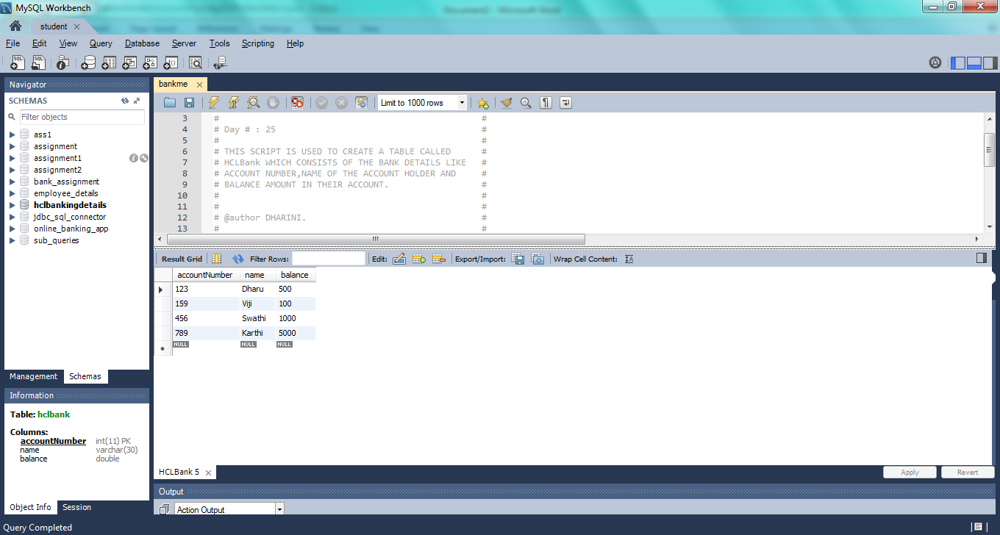 MySQL Workbench
student
File Edit View Query Database Server Tools Scripting Help
Navigator
SCHEMAS
Filter objects
ass1
assignment
assignment1
assignment2
bank_assignment
employee_details
hclbankingdetails
jdbc_sql_connector
online_banking_app
sub_queries
Management Schemas
Information
Table: hclbank
Columns:
accountNumber int(11) PK
name varchar(30)
balance double
Object Info Session
bankme
Limit to 1000 rows
3 # #
4 # Day # : 25 #
5 # #
6 # THIS SCRIPT IS USED TO CREATE A TABLE CALLED #
7 # HCLBank WHICH CONSISTS OF THE BANK DETAILS LIKE #
8 # ACCOUNT NUMBER,NAME OF THE ACCOUNT HOLDER AND #
9 # BALANCE AMOUNT IN THEIR ACCOUNT. #
10 # #
11 # #
12 # @author DHARINI. #
13 # #
Result Grid Filter Rows: Edit: Export/Import: Wrap Cell Content:
accountNumber name balance
123 Dharu 500
159 Viji 100
456 Swathi 1000
789 Karthi 5000
NULL NULL NULL
HCLBank 5
Apply Revert
Output
Action Output
Query Completed